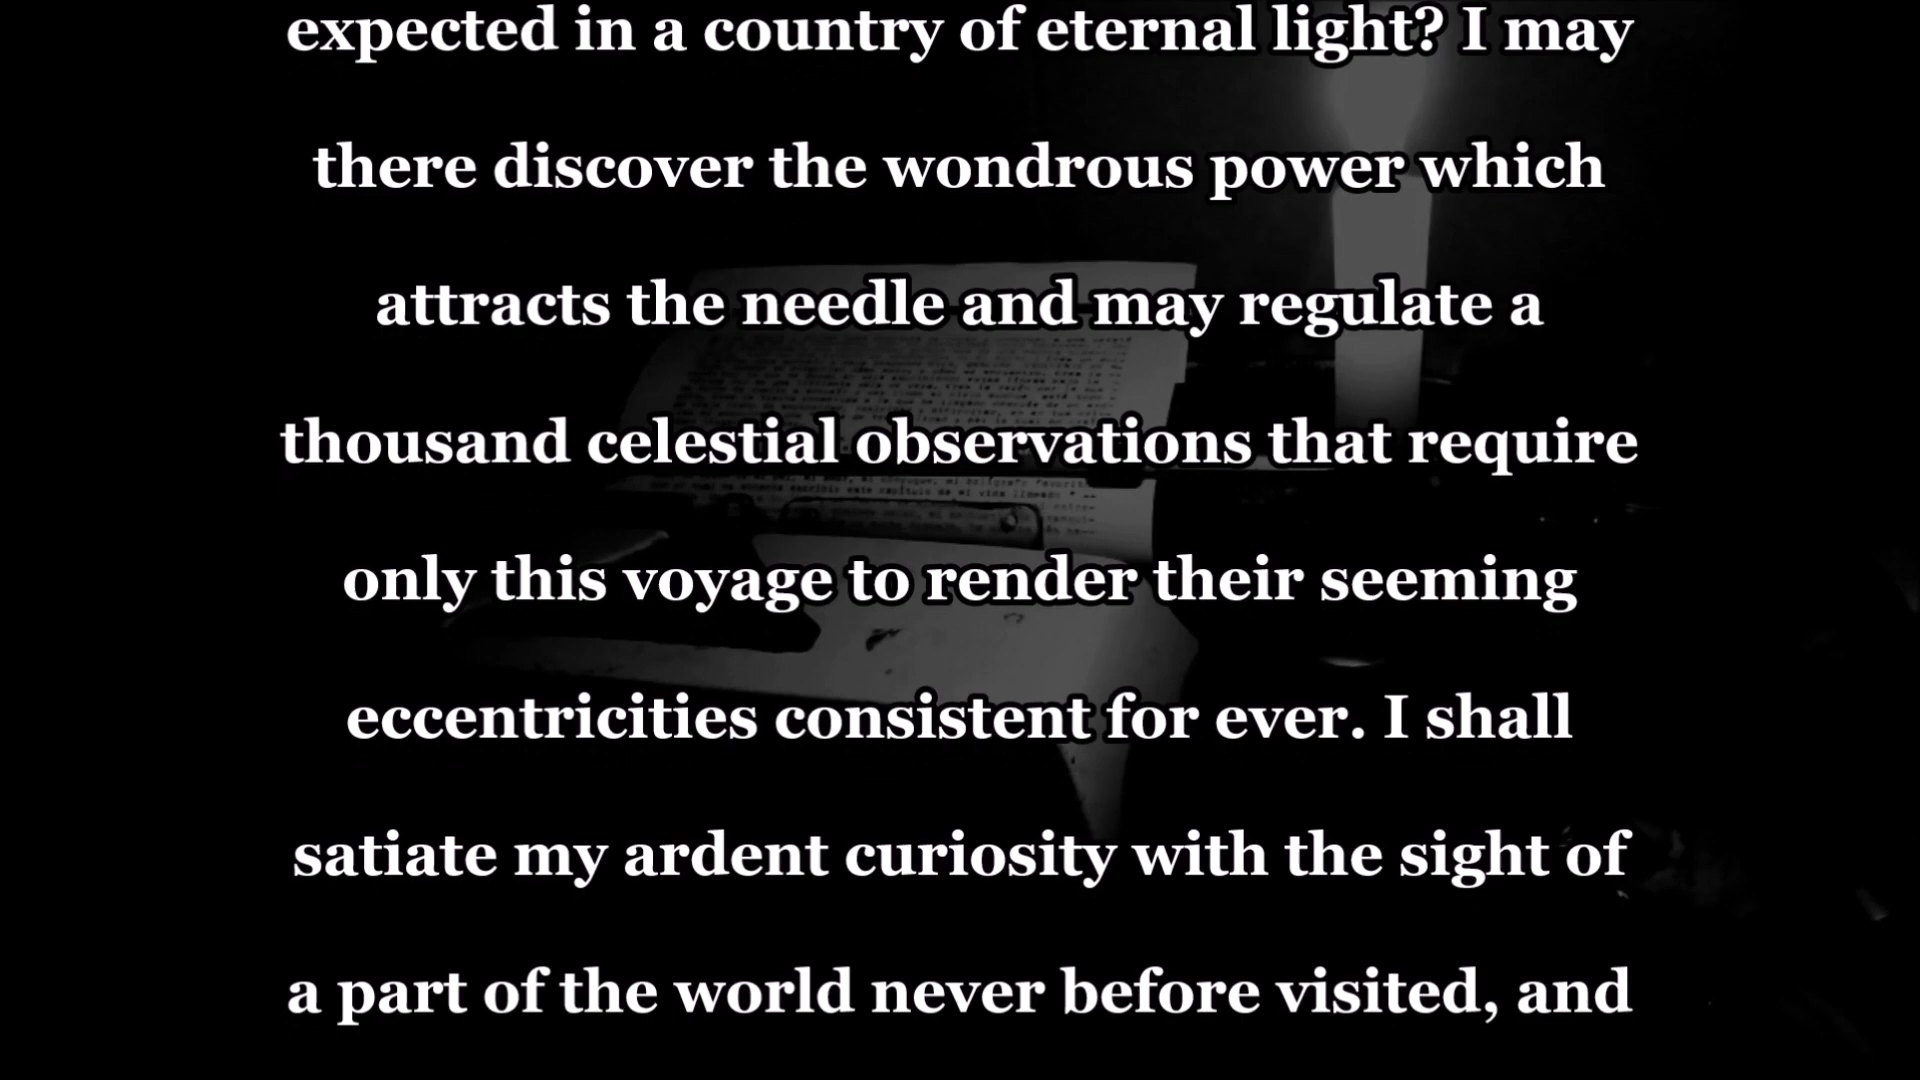 expected in a country of eternal light? I may
there discover the wondrous power which
attracts the needle and may regulate a
thousand celestial observations that require
only this voyage to render their seeming
eccentricities consistent for ever. I shall
satiate my ardent curiosity with the sight of
a part of the world never before visited, and